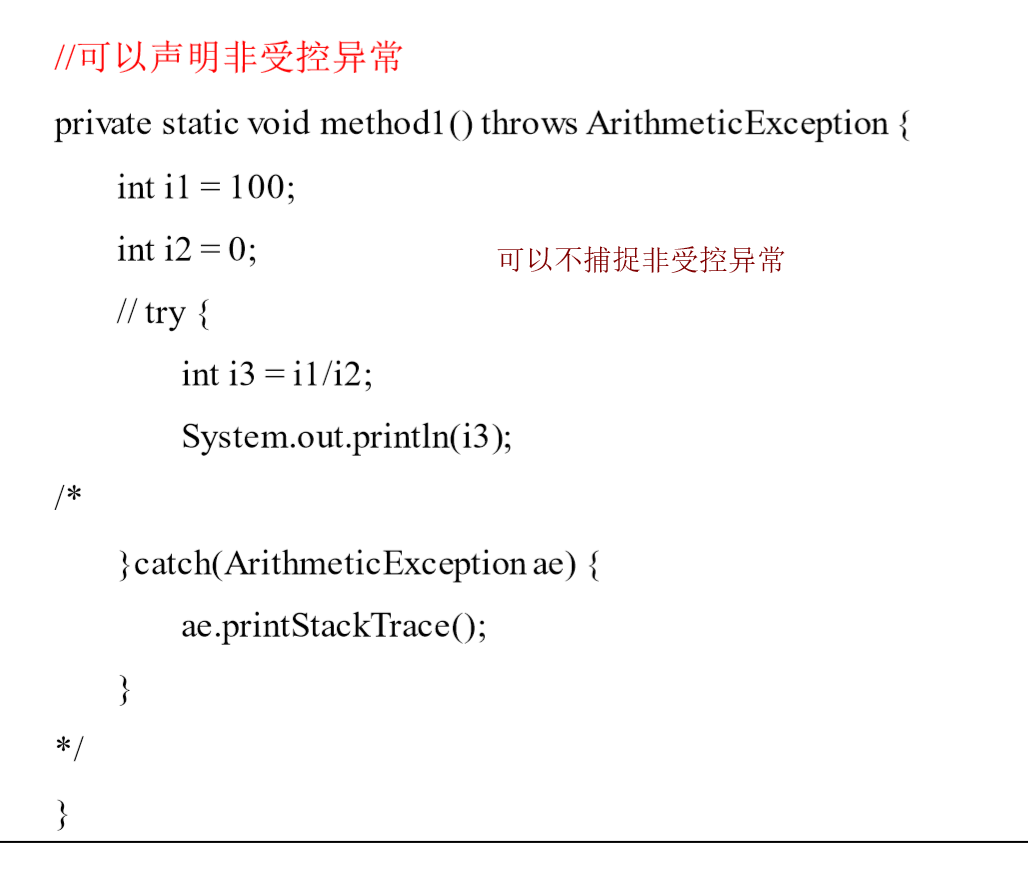 //可以声明非受控异常
private static void method1() throws ArithmeticException {
int i1 = 100;
int i2 = 0;
可以不捕捉非受控异常
// try {
int i3 = i1/i2;
System.out.println(i3);
/*
}catch(ArithmeticException ae) {
ae.printStackTrace();
}
*/
}